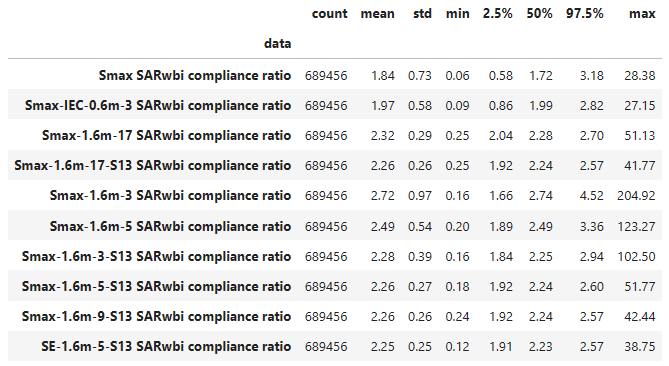 count mean std min 2.5% 50% 97.5% max
data
Smax SARwbi compliance ratio 689456 1.84 0.73 0.06 0.58 1.72 3.18 28.38
Smax-IEC-0.6m-3 SARwbi compliance ratio 689456 1.97 0.58 0.09 0.86 1.99 2.82 27.15
Smax-1.6m-17 SARwbi compliance ratio 689456 2.32 0.29 0.25 2.04 2.28 2.70 51.13
Smax-1.6m-17-S13 SARwbi compliance ratio 689456 2.26 0.26 0.25 1.92 2.24 2.57 41.77
Smax-1.6m-3 SARwbi compliance ratio 689456 2.72 0.97 0.16 1.66 2.74 4.52 204.92
Smax-1.6m-5 SARwbi compliance ratio 689456 2.49 0.54 0.20 1.89 2.49 3.36 123.27
Smax-1.6m-3-S13 SARwbi compliance ratio 689456 2.28 0.39 0.16 1.84 2.25 2.94 102.50
Smax-1.6m-5-S13 SARwbi compliance ratio 689456 2.26 0.27 0.18 1.92 2.24 2.60 51.77
Smax-1.6m-9-S13 SARwbi compliance ratio 689456 2.26 0.26 0.24 1.92 2.24 2.57 42.44
SE-1.6m-5-S13 SARwbi compliance ratio 689456 2.25 0.25 0.12 1.91 2.23 2.57 38.75